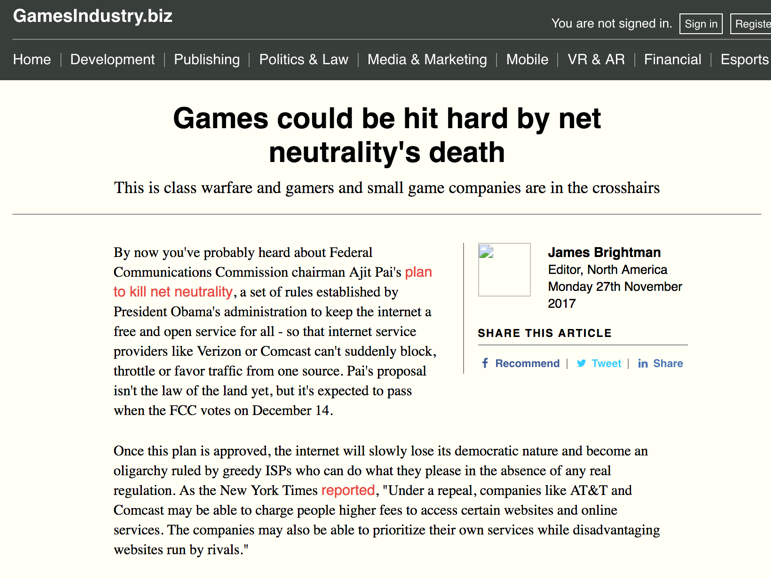 GamesIndustry.biz
You are not signed in. Sign in Registe
Home | Development | Publishing | Politics & Law | Media & Marketing | Mobile | VR & AR | Financial | Esports
Games could be hit hard by net
neutrality's death
This is class warfare and gamers and small game companies are in the crosshairs
By now you've probably heard about Federal
Communications Commission chairman Ajit Pai's plan
to kill net neutrality, a set of rules established by
President Obama's administration to keep the internet a
free and open service for all - so that internet service
providers like Verizon or Comcast can't suddenly block,
throttle or favor traffic from one source. Pai's proposal
isn't the law of the land yet, but it's expected to pass
when the FCC votes on December 14.
James Brightman
Editor, North America
Monday 27th November
2017
SHARE THIS ARTICLE
Recommend | Tweet | Share
Once this plan is approved, the internet will slowly lose its democratic nature and become an
oligarchy ruled by greedy ISPs who can do what they please in the absence of any real
regulation. As the New York Times reported, "Under a repeal, companies like AT&T and
Comcast may be able to charge people higher fees to access certain websites and online
services. The companies may also be able to prioritize their own services while disadvantaging
websites run by rivals."